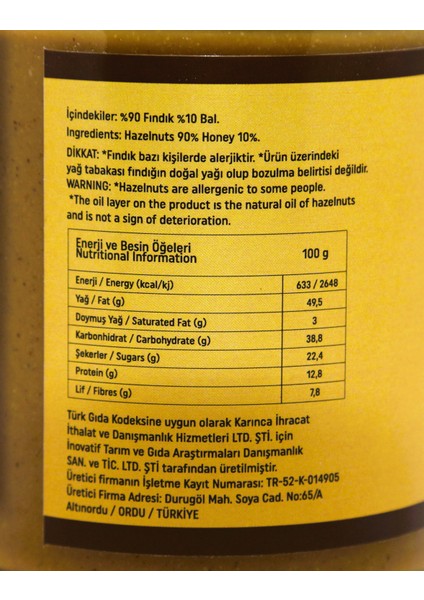 İçindekiler: %90 Fındık %10 Bal.
Ingredients: Hazelnuts 90% Honey 10%.
DİKKAT: *Fındık bazı kişilerde alerjiktir. *Ürün üzerindeki
yağ tabakası fındığın doğal yağı olup bozulma belirtisi değildir.
WARNING: *Hazelnuts are allergenic to some people.
*The oil layer on the product is the natural oil of hazelnuts
and is not a sign of deterioration.
Enerji ve Besin Öğeleri
Nutritional Information 100 g
Enerji / Energy (kcal/kj) 633 / 2648
Yağ / Fat (g) 49,5
Doymuş Yağ / Saturated Fat (g) 3
Karbonhidrat / Carbohydrate (g) 38,8
Şekerler / Sugars (g) 22,4
Protein (g) 12,8
Lif / Fibres (g) 7,8
Türk Gıda Kodeksine uygun olarak Karınca İhracat
İthalat ve Danışmanlık Hizmetleri LTD. ŞTİ. için
İnovatif Tarım ve Gıda Araştırmaları Danışmanlık
SAN. ve TİC. LTD. ŞTİ tarafından üretilmiştir.
Üretici firmanın İşletme Kayıt Numarası: TR-52-K-014905
Üretici Firma Adresi: Durugöl Mah. Soya Cad. No:65/A
Altınordu / ORDU / TÜRKİYE